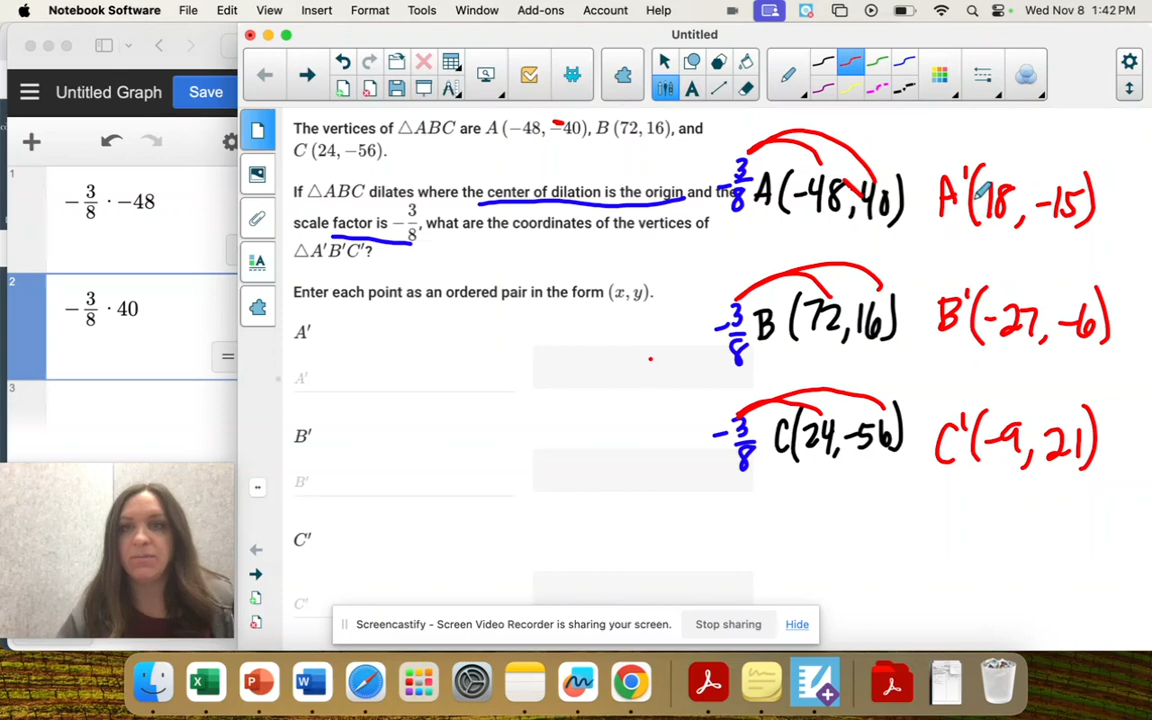 Notebook Software File Edit View Insert Format Tools Window Add-ons Account Help Wed Nov 8 1:42 PM
Untitled
Untitled Graph Save
1
−3/8 · −48
2
−3/8 · 40
=
3
The vertices of △ABC are A (−48, −40), B (72, 16), and
C (24, −56).
If △ABC dilates where the center of dilation is the origin and the
scale factor is −3/8, what are the coordinates of the vertices of
△A′B′C′?
Enter each point as an ordered pair in the form (x, y).
A′
A′
B′
B′
C′
C′
-3/8 A(-48, 40) A'(18, -15)
-3/8 B (72, 16) B'(-27, -6)
-3/8 C(24, -56) C'(-9, 21)
Screencastify - Screen Video Recorder is sharing your screen. Stop sharing Hide